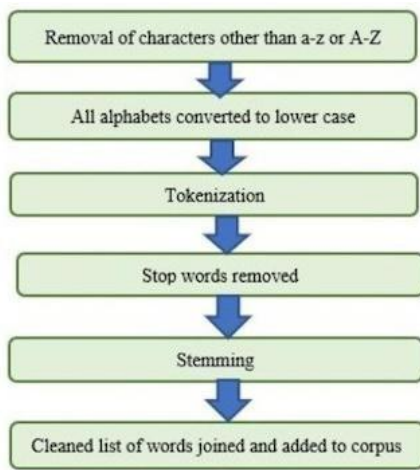 Removal of characters other than a-z or A-Z
All alphabets converted to lower case
Tokenization
Stop words removed
Stemming
Cleaned list of words joined and added to corpus